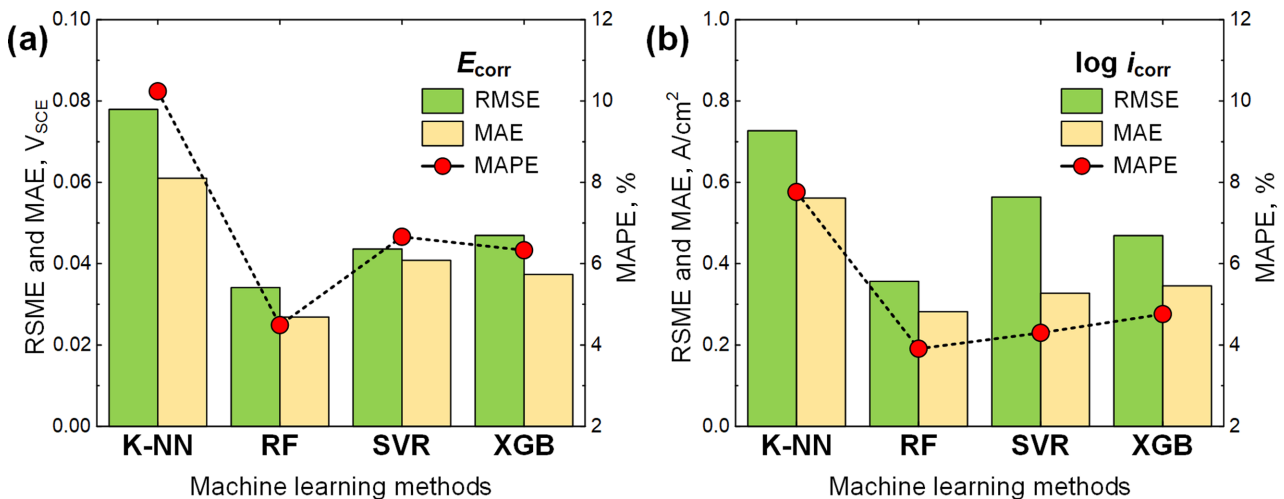 (a)
RSME and MAE, VSCE
0.10
0.08
0.06
0.04
0.02
0.00
Ecorr
RMSE
MAE
MAPE
12
10
8
6
4
2
MAPE, %
K-NN RF SVR XGB
Machine learning methods
(b)
RSME and MAE, A/cm²
1.0
0.8
0.6
0.4
0.2
0.0
log icorr
RMSE
MAE
MAPE
12
10
8
6
4
2
MAPE, %
K-NN RF SVR XGB
Machine learning methods